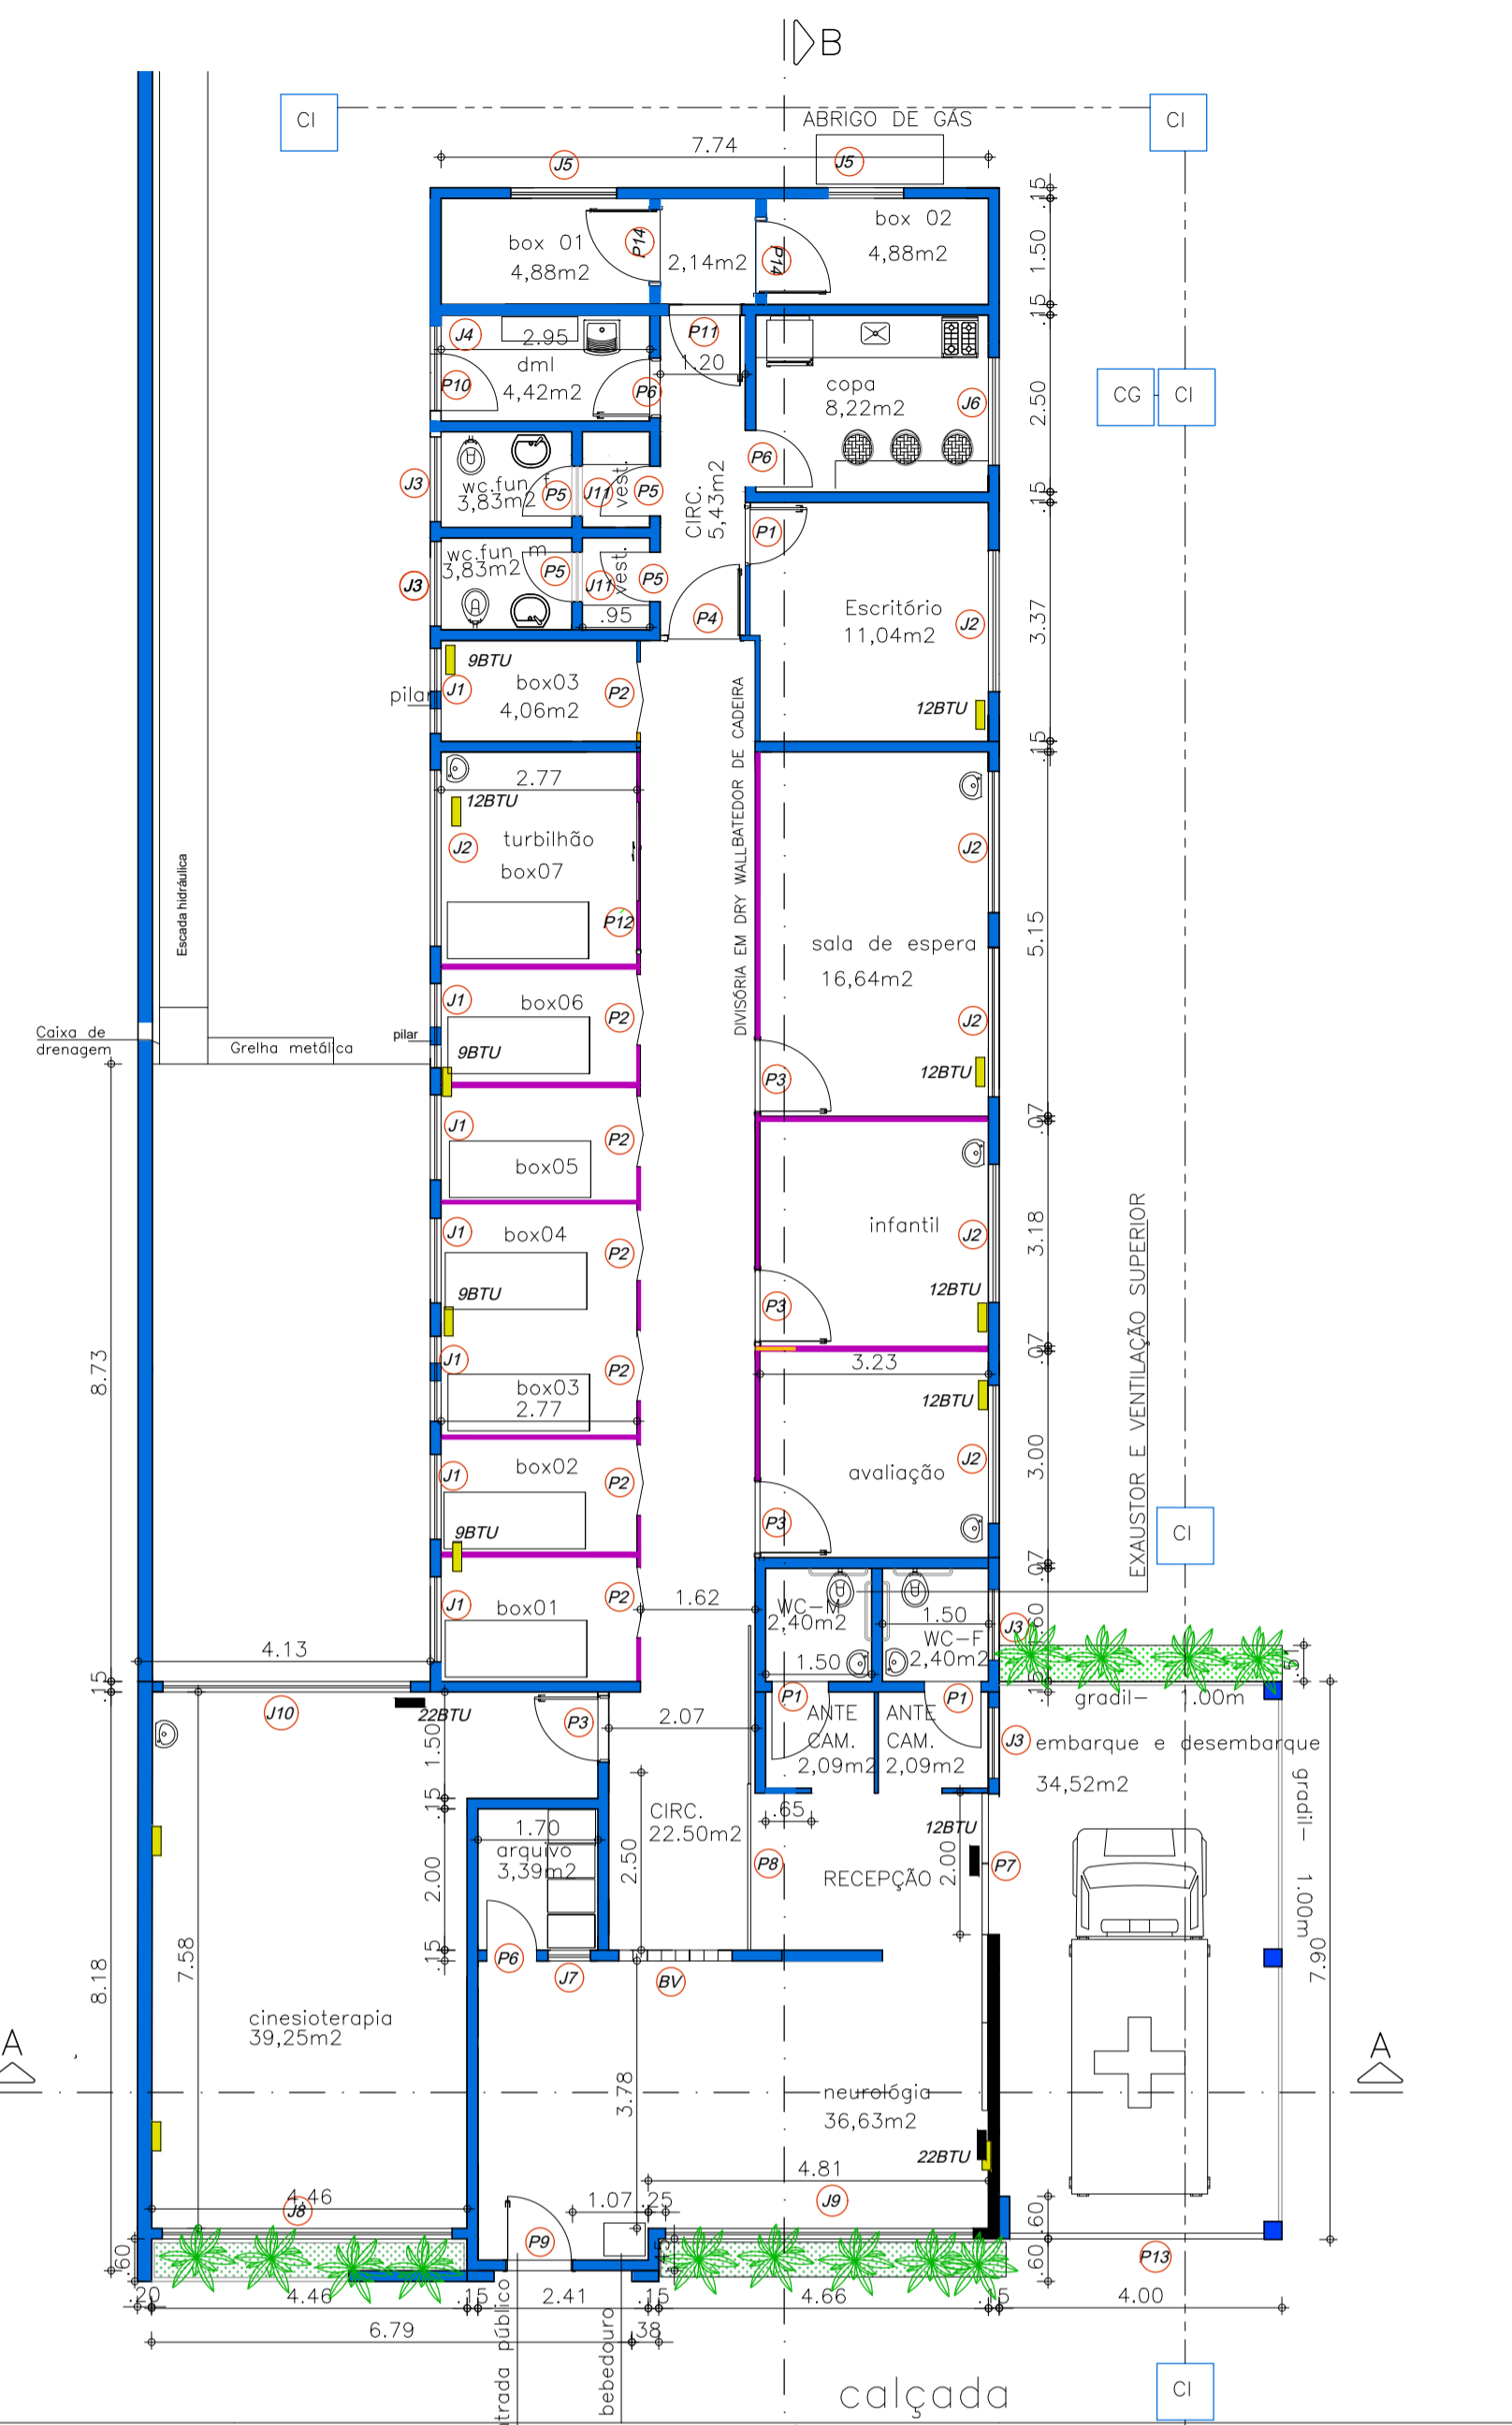 B
CI
CI
ABRIGO DE GÁS
7.74
J5
J5
.15
box 01
4,88m2
P14
2,14m2
P14
box 02
4,88m2
1.50
.15
J4
2.95
dml
4,42m2
P10
P6
P11
1.20
copa
8,22m2
J6
2.50
CG
CI
P6
J3
wc.fun f
3,83m2
P5
J11
vest.
P5
CIRC.
5,43m2
.15
P1
wc.fun m
3,83m2
J3
P5
J11
vest.
P5
.95
P4
Escritório
11,04m2
J2
3.37
9BTU
J1
pilar
box03
4,06m2
P2
12BTU
.15
DIVISÓRIA EM DRY WALLBATEDOR DE CADEIRA
2.77
12BTU
J2
turbilhão
box07
P12
J2
Escada hidráulica
sala de espera
16,64m2
5.15
J1
box06
P2
J2
pilar
9BTU
Caixa de
drenagem
Grelha metálica
12BTU
P3
.07
J1
box05
P2
infantil
J2
3.18
J1
box04
P2
9BTU
12BTU
P3
EXAUSTOR E VENTILAÇÃO SUPERIOR
8.73
J1
box03
2.77
P2
3.23
.07
12BTU
J1
box02
P2
avaliação
J2
3.00
9BTU
P3
CI
.07
J1
box01
P2
1.62
WC-M
2,40m2
1.50
1.50
WC-F
2,40m2
J3
.60
.51
4.13
.15
.15
gradil- 1.00m
J10
22BTU
P3
2.07
P1
P1
ANTE
CAM.
2,09m2
ANTE
CAM.
2,09m2
J3
embarque e desembarque
34,52m2
1.50
.15
gradil- 1.00m
.65
CIRC.
22.50m2
1.70
arquivo
3,39m2
2.00
2.50
P8
RECEPÇÃO
12BTU
2.00
P7
.15
P6
J7
BV
7.90
8.18
7.58
cinesioterapia
39,25m2
A
A
3.78
neurológia
36,63m2
22BTU
4.81
4.46
J8
1.07
.25
J9
P9
.45
.60
.60
.60
P13
.20
4.46
.15
2.41
.15
4.66
4.00
6.79
.38
bebedouro
calçada
CI